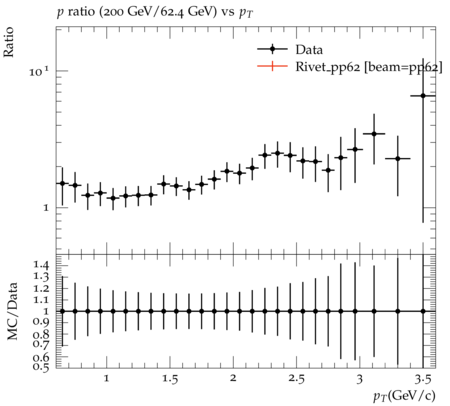 p ratio (200 GeV/62.4 GeV) vs p_T
Ratio
Data
Rivet_pp62 [beam=pp62]
10^1
1
MC/Data
1.4
1.3
1.2
1.1
1
0.9
0.8
0.7
0.6
0.5
1 1.5 2 2.5 3 3.5
p_T(GeV/c)